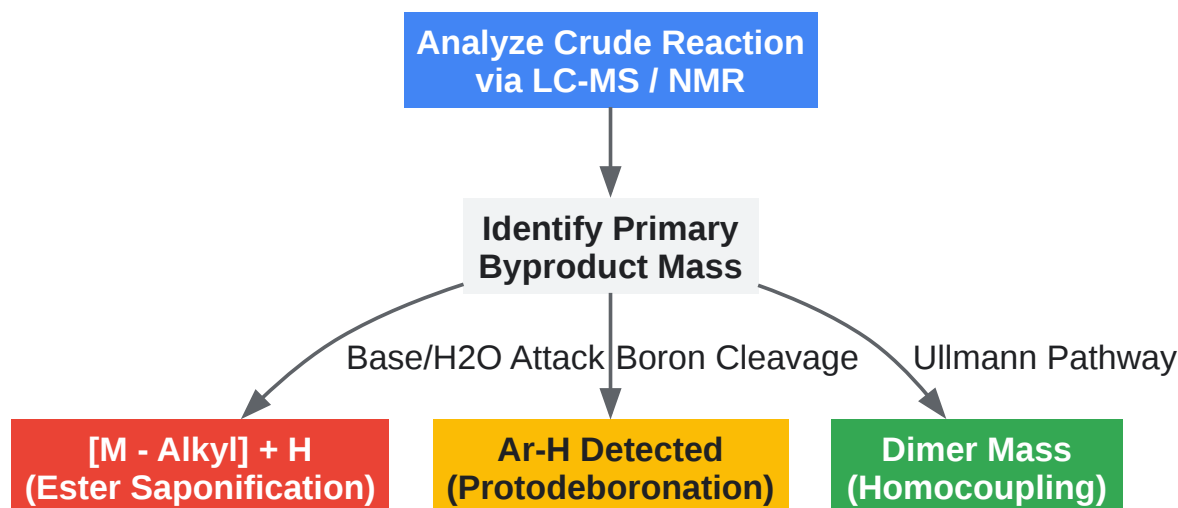 Analyze Crude Reaction
via LC-MS / NMR
Identify Primary
Byproduct Mass
Base/H2O Attack
Boron Cleavage
Ullmann Pathway
[M - Alkyl] + H
(Ester Saponification)
Ar-H Detected
(Protodeboronation)
Dimer Mass
(Homocoupling)